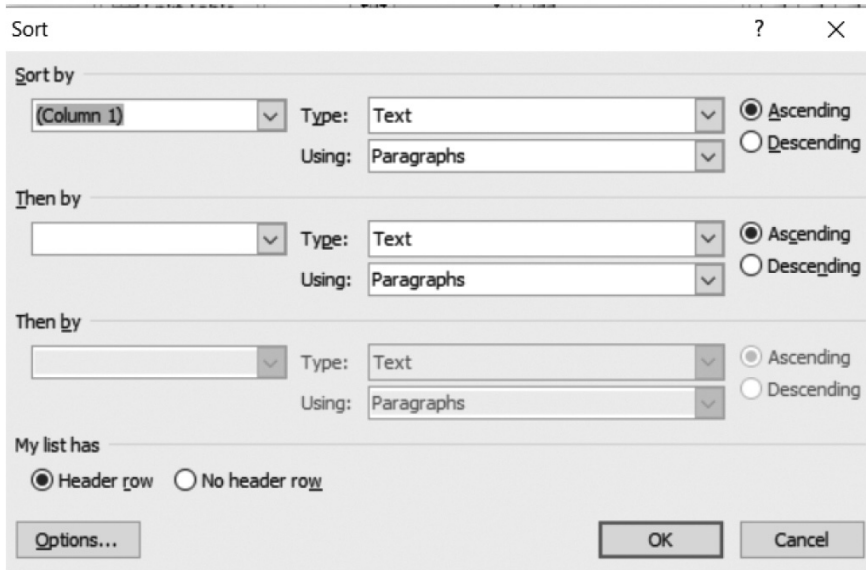 Sort ?
Sort by
(Column 1) Type: Text Ascending
Using: Paragraphs Descending
Then by
Type: Text Ascending
Using: Paragraphs Descending
Then by
Type: Text Ascending
Using: Paragraphs Descending
My list has
Header row No header row
Options... OK Cancel